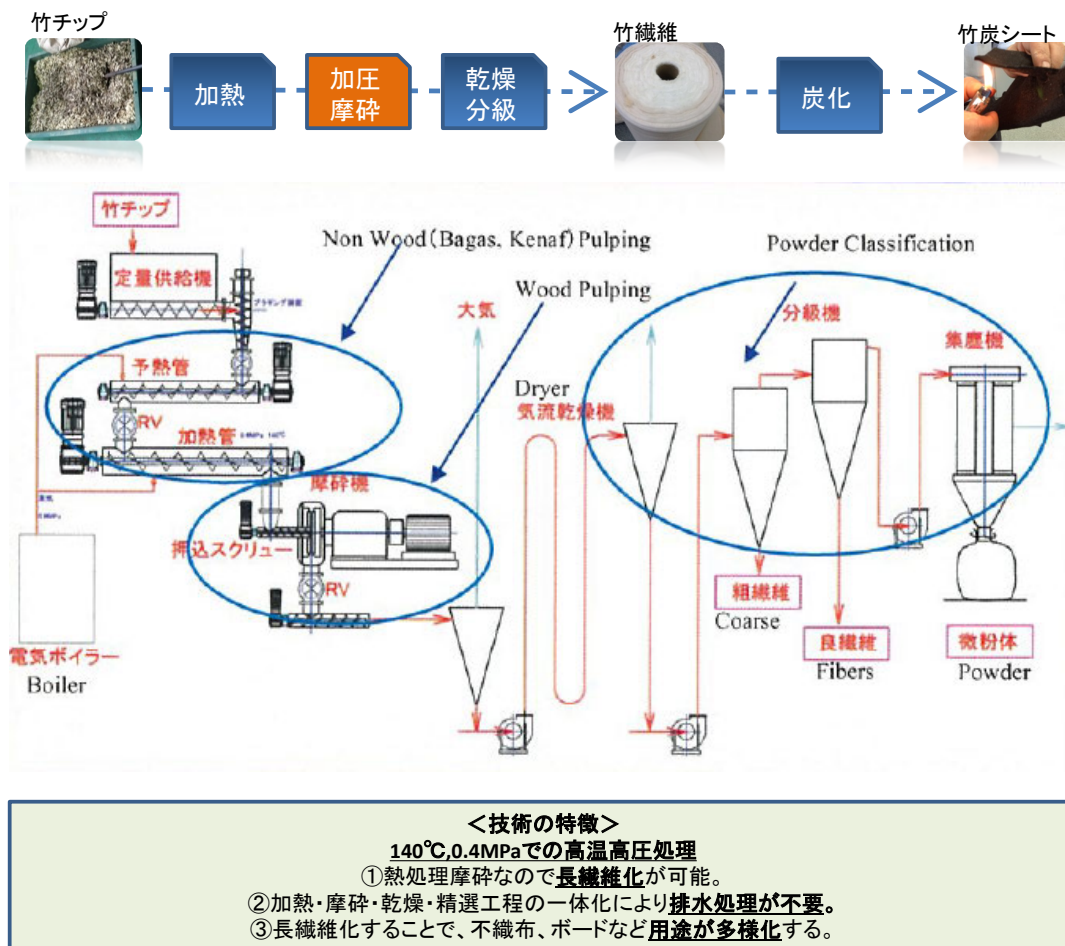 竹チップ
竹繊維
竹炭シート
加熱
加圧
摩砕
乾燥
分級
炭化
竹チップ
Non Wood(Bagas, Kenaf) Pulping
Powder Classification
定量供給機
Wood Pulping
大気
分級機
集塵機
予熱管
Dryer
気流乾燥機
RV
加熱管
0.4MPa 140℃
摩砕機
押込スクリュー
RV
粗繊維
Coarse
電気ボイラー
Boiler
良繊維
Fibers
微粉体
Powder
＜技術の特徴＞
140℃,0.4MPaでの高温高圧処理
①熱処理摩砕なので長繊維化が可能。
②加熱・摩砕・乾燥・精選工程の一体化により排水処理が不要。
③長繊維化することで、不織布、ボードなど用途が多様化する。